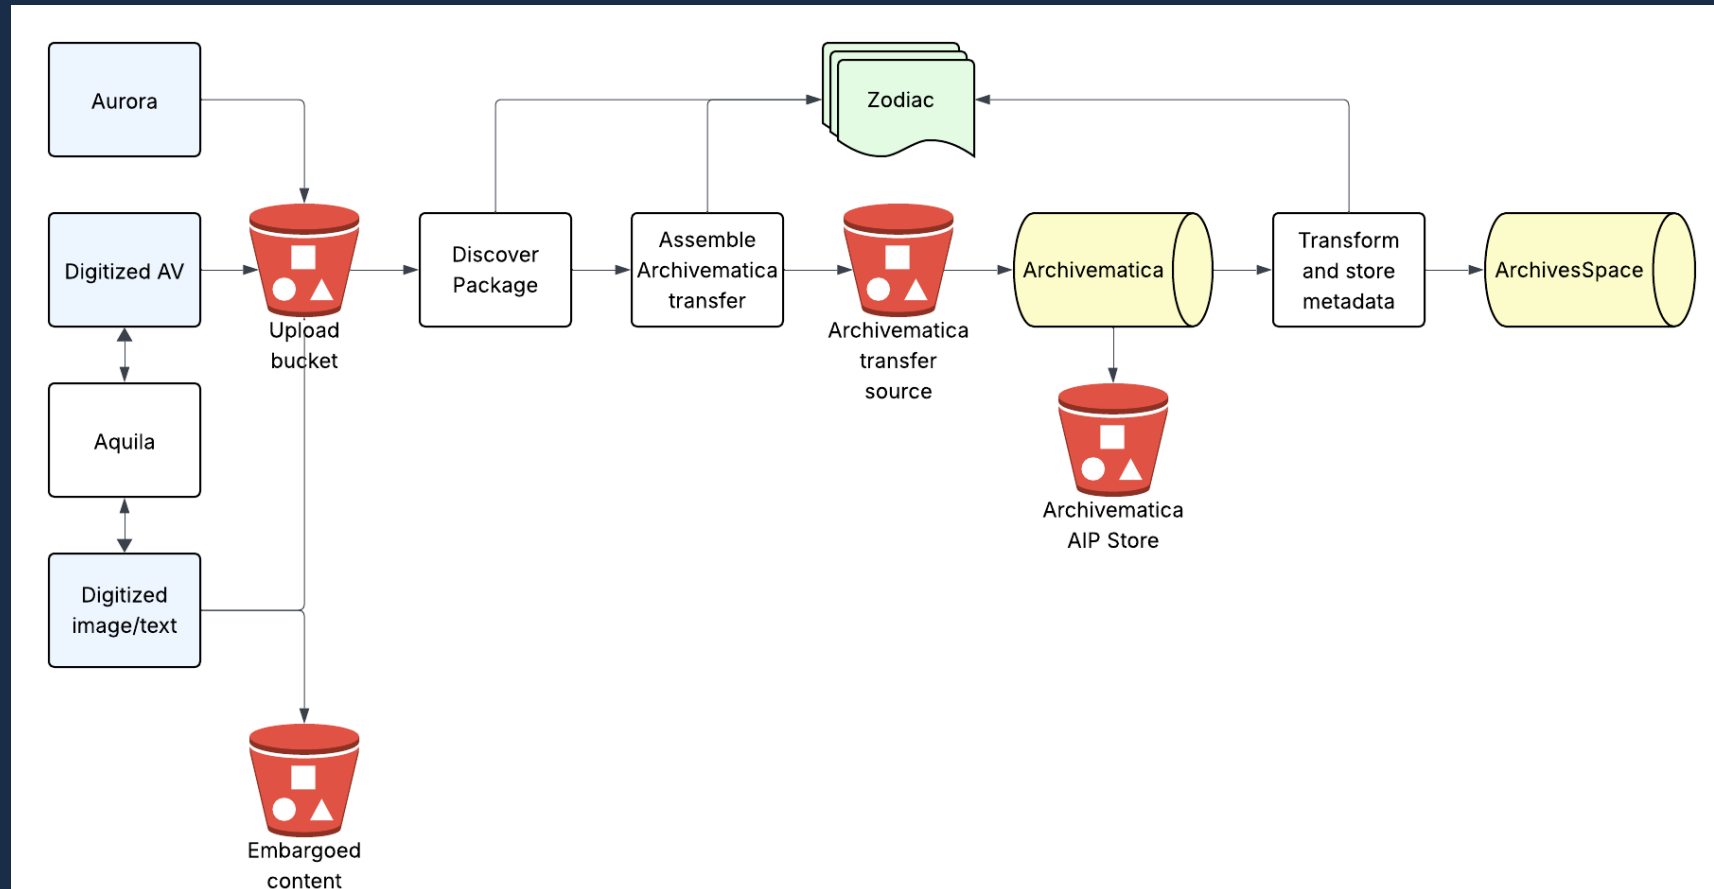 Aurora
Zodiac
Digitized AV
Upload
bucket
Discover
Package
Assemble
Archivematica
transfer
Archivematica
transfer
source
Archivematica
Transform
and store
metadata
ArchivesSpace
Aquila
Archivematica
AIP Store
Digitized
image/text
Embargoed
content